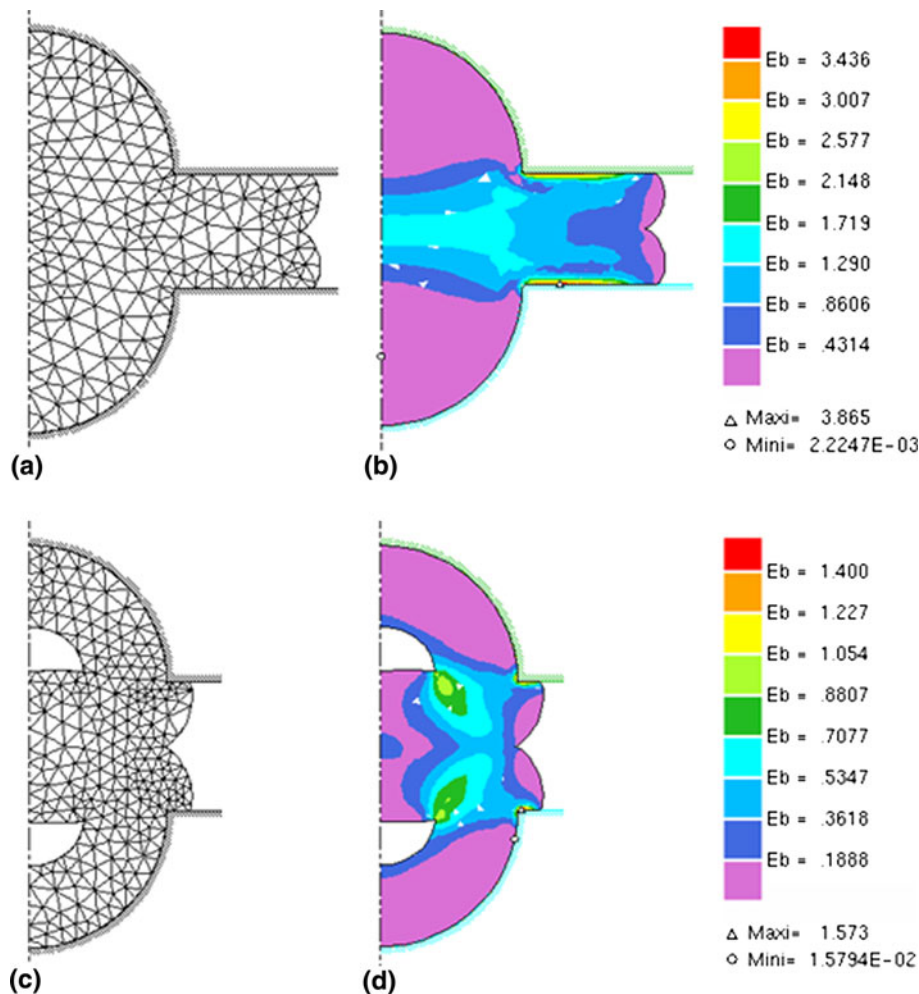 Eb = 3.436
Eb = 3.007
Eb = 2.577
Eb = 2.148
Eb = 1.719
Eb = 1.290
Eb = .8606
Eb = .4314
△ Maxi= 3.865
○ Mini= 2.2247E-03
(a)
(b)
Eb = 1.400
Eb = 1.227
Eb = 1.054
Eb = .8807
Eb = .7077
Eb = .5347
Eb = .3618
Eb = .1888
△ Maxi= 1.573
○ Mini= 1.5794E-02
(c)
(d)